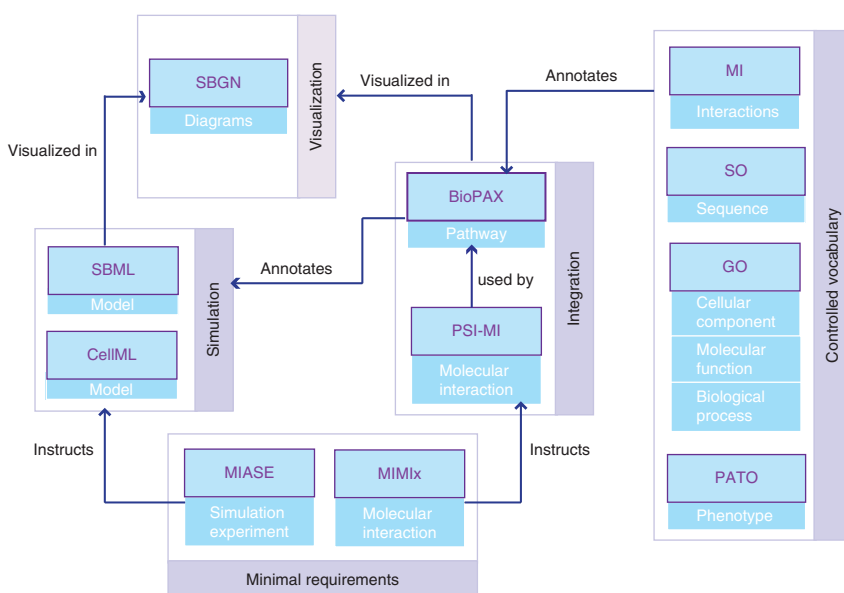 SBGN
Diagrams
Visualization
Visualized in
Annotates
MI
Interactions
SO
Sequence
GO
Cellular
component
Molecular
function
Biological
process
PATO
Phenotype
Controlled vocabulary
Visualized in
BioPAX
Pathway
used by
PSI-MI
Molecular
interaction
Integration
SBML
Model
CellML
Model
Simulation
Annotates
Instructs
Instructs
MIASE
Simulation
experiment
MIMIx
Molecular
interaction
Minimal requirements